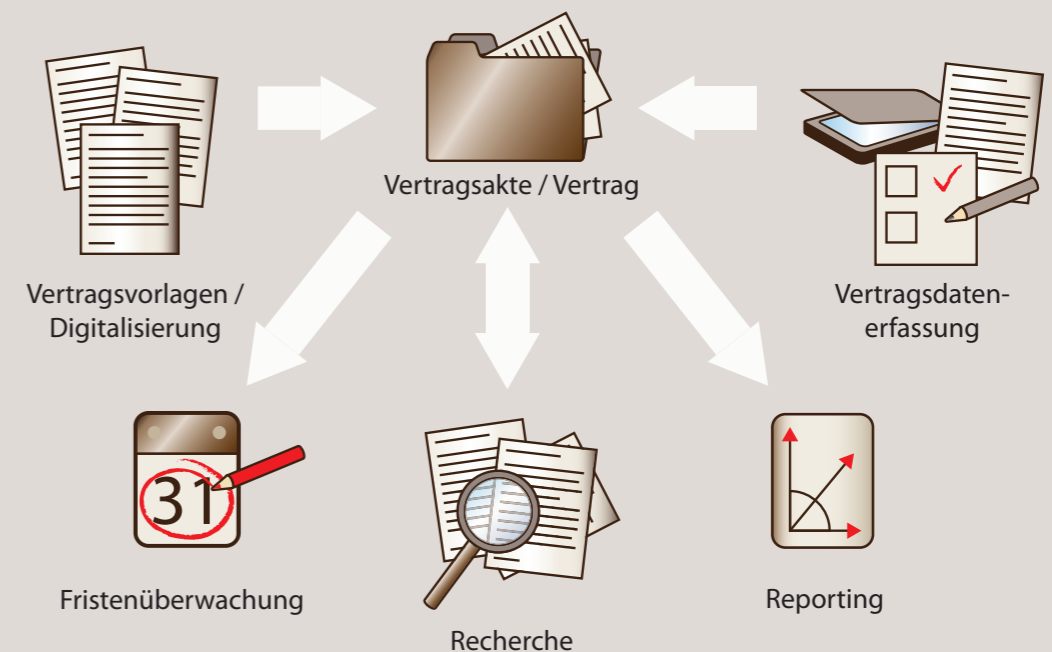 Vertragsakte / Vertrag
Vertragsvorlagen /
Digitalisierung
Vertragsdaten-
erfassung
31
Fristenüberwachung
Recherche
Reporting